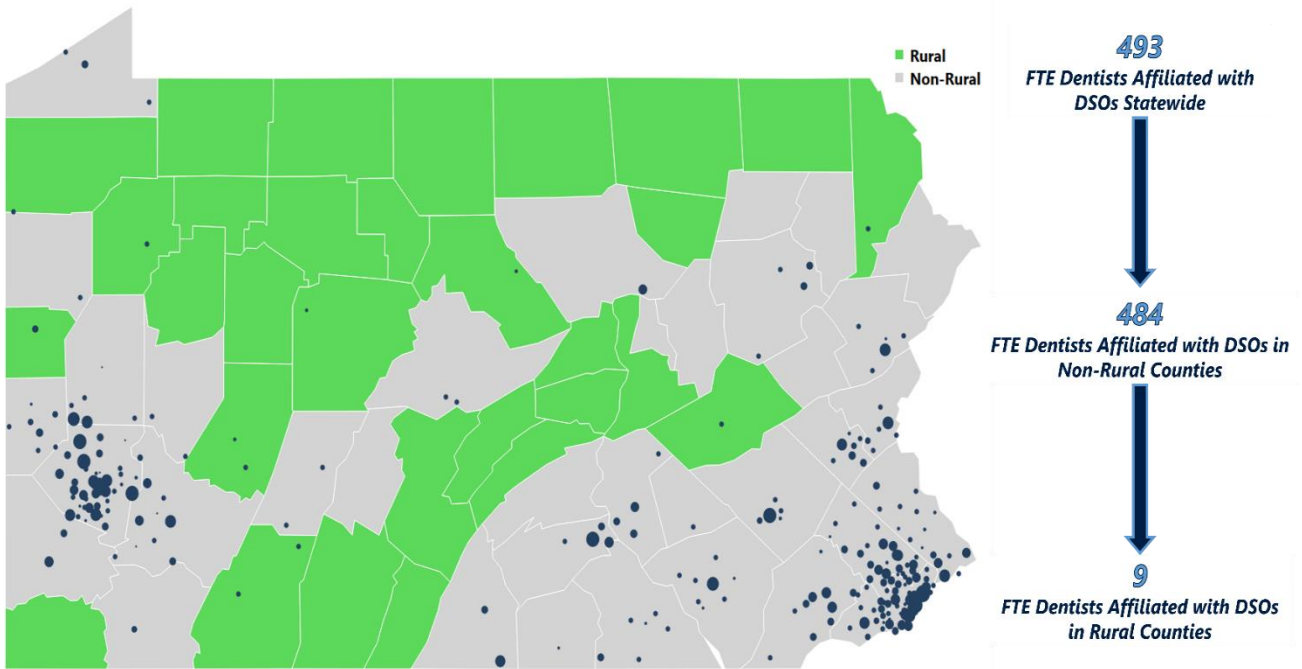 Rural
Non-Rural
493
FTE Dentists Affiliated with
DSOs Statewide
484
FTE Dentists Affiliated with DSOs in
Non-Rural Counties
9
FTE Dentists Affiliated with DSOs
in Rural Counties